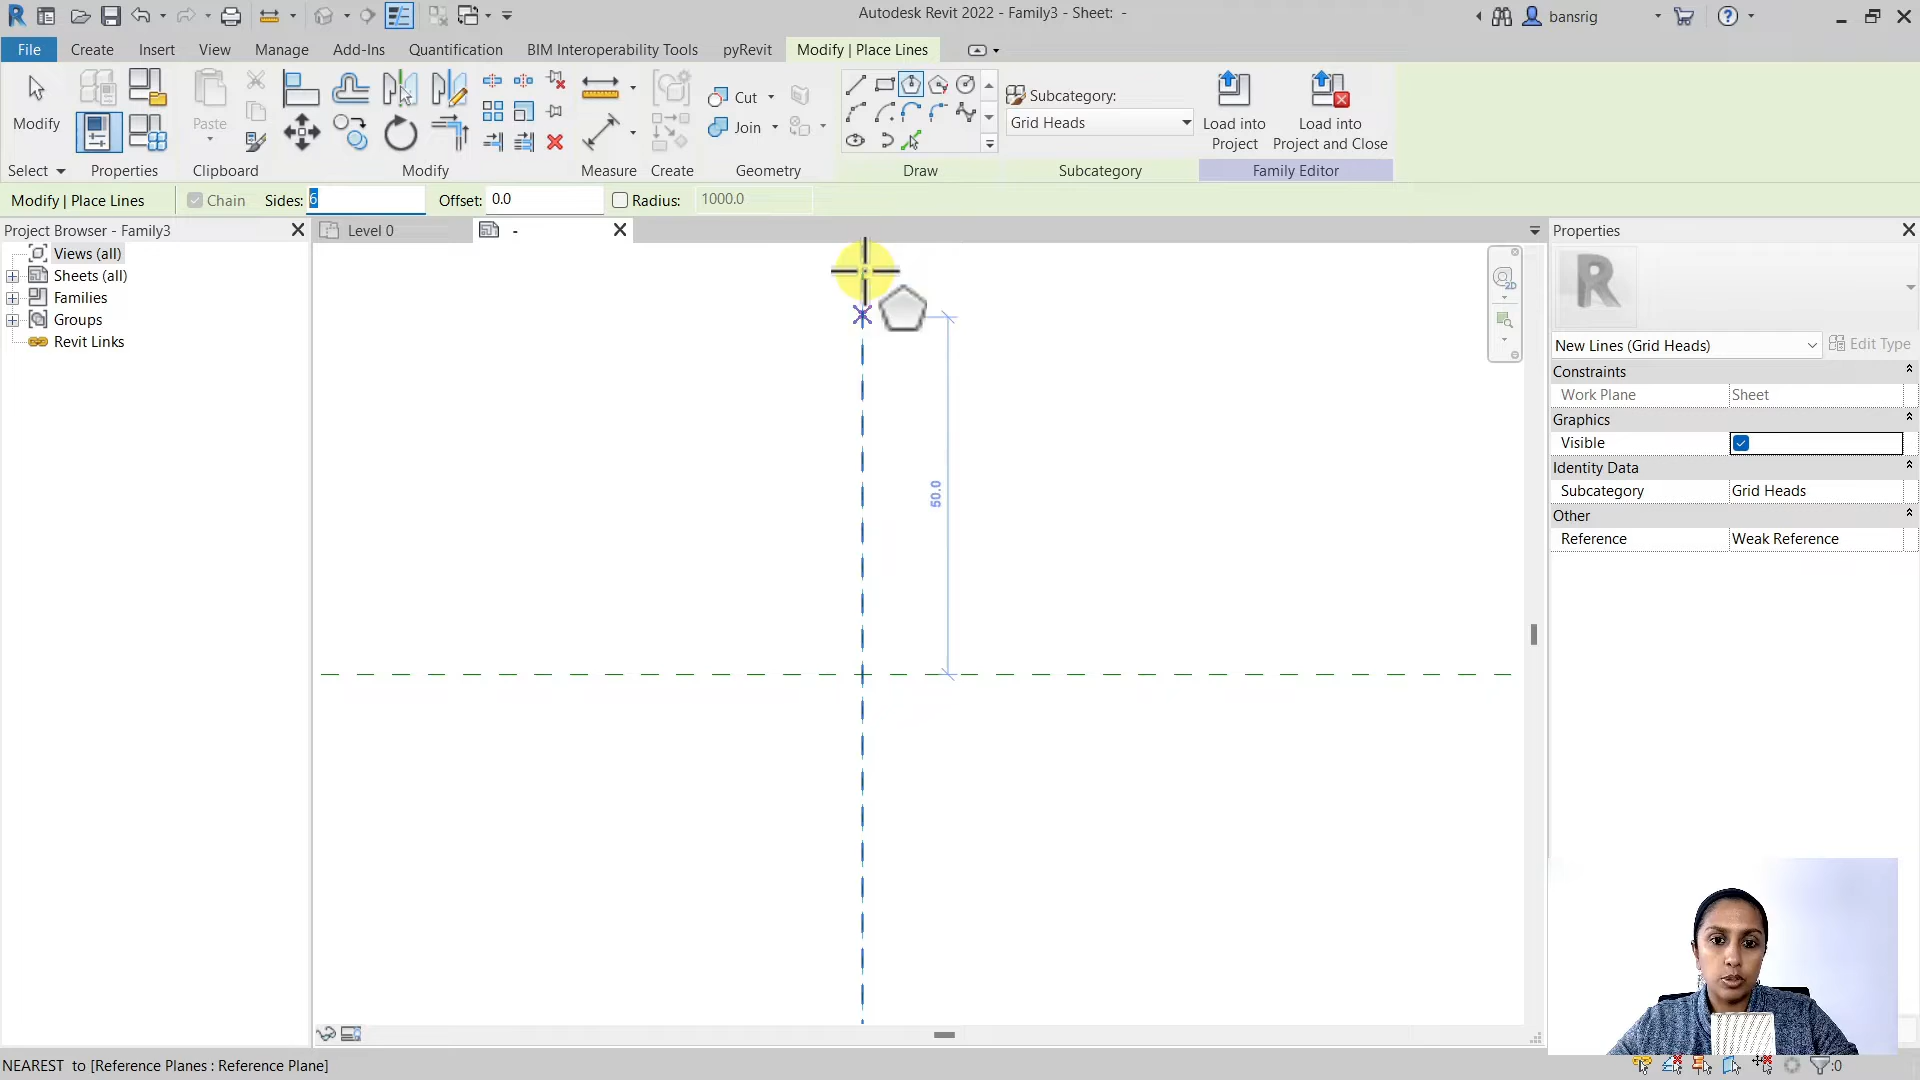 Autodesk Revit 2022 - Family3 - Sheet: -
bansrig
File Create Insert View Manage Add-Ins Quantification BIM Interoperability Tools pyRevit Modify | Place Lines
Modify
Paste
Cut
Join
Subcategory:
Grid Heads
Load into
Project
Load into
Project and Close
Select Properties Clipboard Modify Measure Create Geometry Draw Subcategory Family Editor
Modify | Place Lines Chain Sides: 6 Offset: 0.0 Radius: 1000.0
Project Browser - Family3
Views (all)
Sheets (all)
Families
Groups
Revit Links
Level 0
-
2D
50.0
Properties
R
New Lines (Grid Heads) Edit Type
Constraints
Work Plane Sheet
Graphics
Visible
Identity Data
Subcategory Grid Heads
Other
Reference Weak Reference
NEAREST to [Reference Planes : Reference Plane]
:0